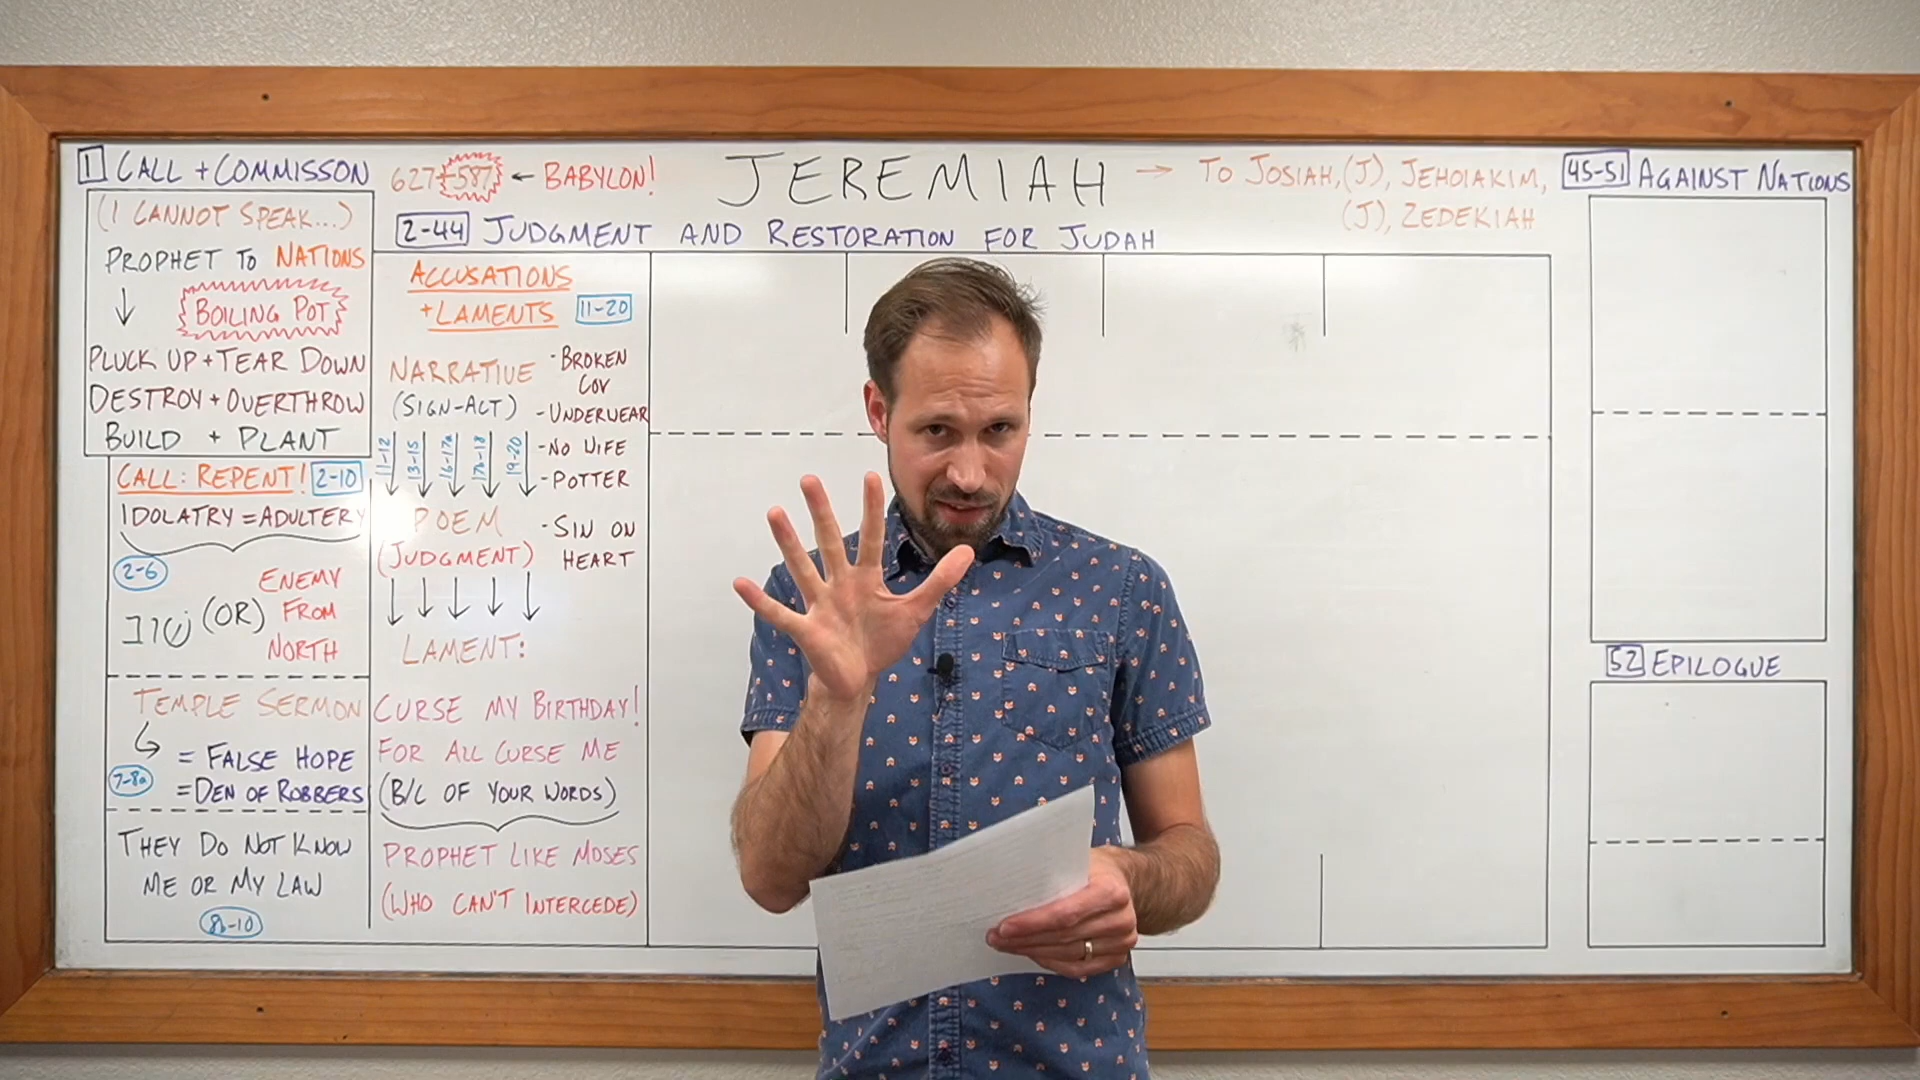 JEREMIAH → TO JOSIAH, (J), JEHOIAKIM,
(J), ZEDEKIAH
1 CALL + COMMISSON
627-587 ← BABYLON!
(I CANNOT SPEAK...)
PROPHET TO NATIONS
↓ BOILING POT
PLUCK UP + TEAR DOWN
DESTROY + OVERTHROW
BUILD + PLANT
2-44 JUDGMENT AND RESTORATION FOR JUDAH
CALL: REPENT! 2-10
IDOLATRY = ADULTERY
2-6
שוב (OR) ENEMY
FROM
NORTH
TEMPLE SERMON
= FALSE HOPE
7-8a
= DEN OF ROBBERS
THEY DO NOT KNOW
ME OR MY LAW
8b-10
ACCUSATIONS
+ LAMENTS 11-20
NARRATIVE
(SIGN-ACT)
- BROKEN
COV
- UNDERWEAR
- NO WIFE
- POTTER
- SIN ON
HEART
11-12
13-15
16-17a
17b-18
19-20
POEM
(JUDGMENT)
LAMENT:
CURSE MY BIRTHDAY!
FOR ALL CURSE ME
(B/C OF YOUR WORDS)
PROPHET LIKE MOSES
(WHO CAN'T INTERCEDE)
45-51 AGAINST NATIONS
52 EPILOGUE